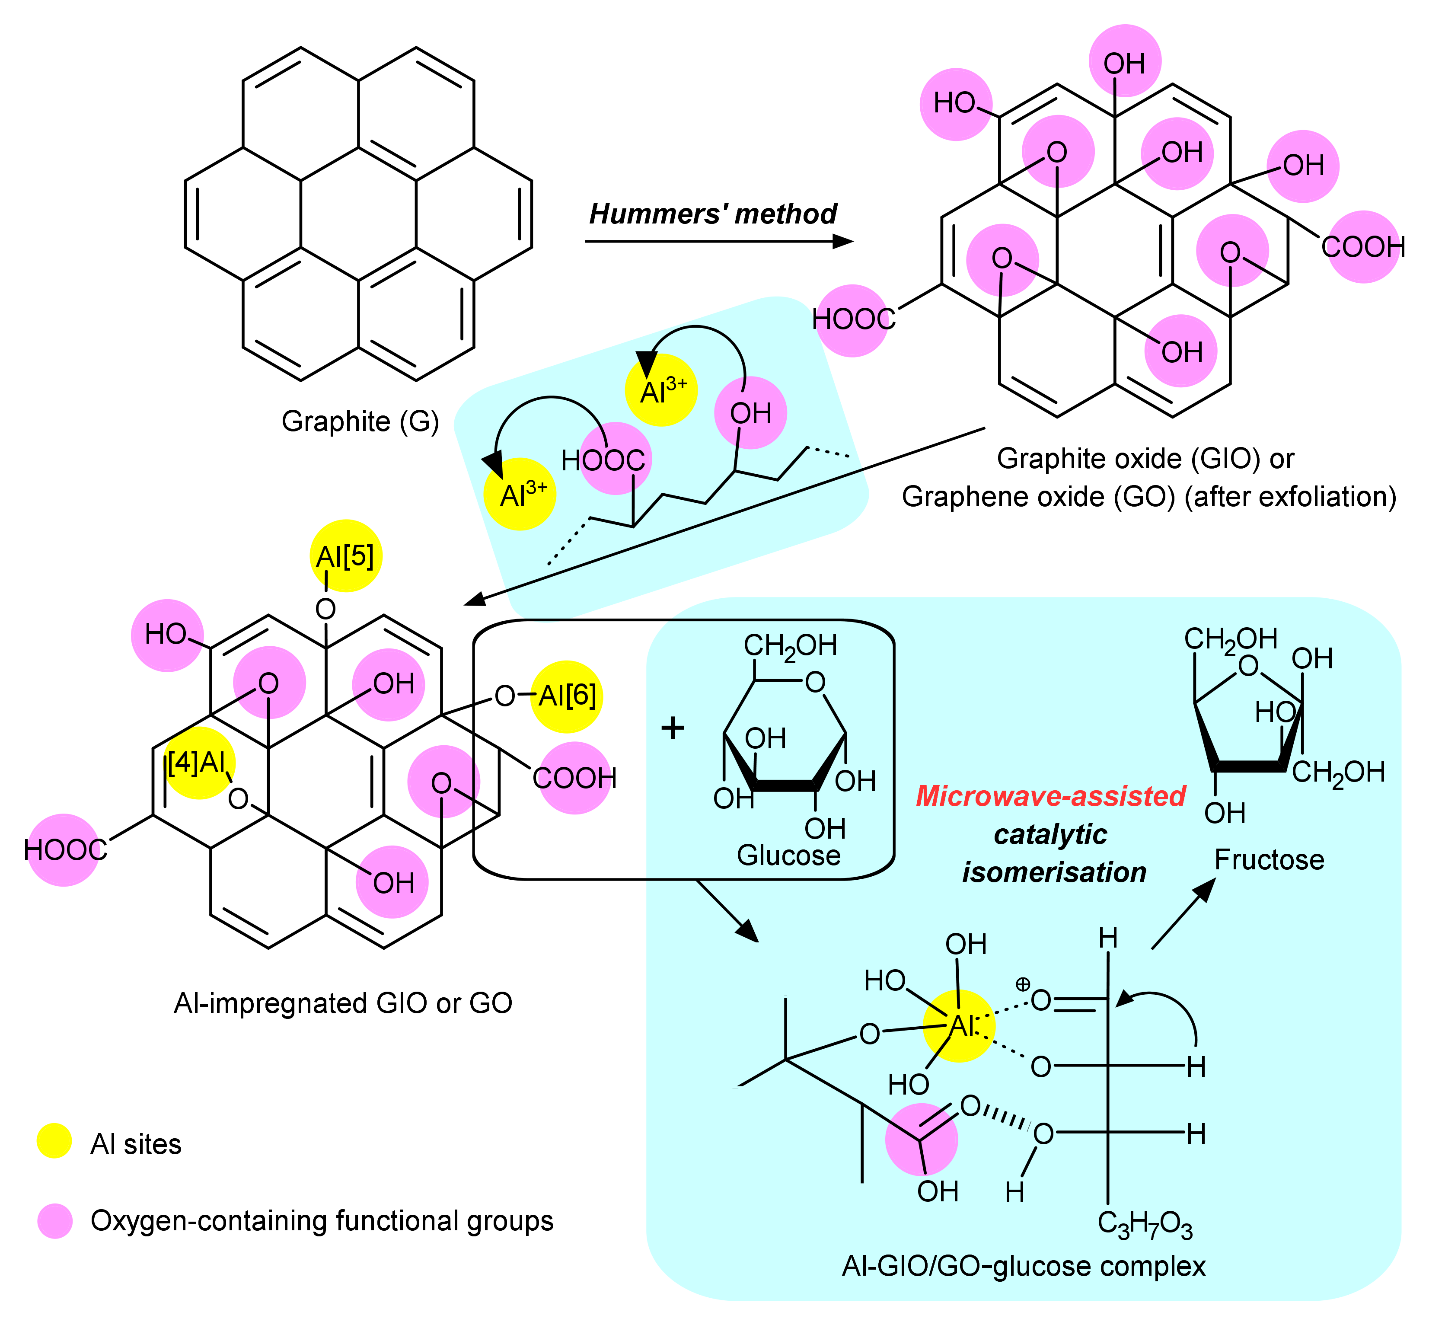 OH
HO
O
OH
OH
Hummers' method
O
O
COOH
HOOC
OH
Graphite (G)
Al3+
OH
HOOC
Al3+
Graphite oxide (GIO) or
Graphene oxide (GO) (after exfoliation)
Al[5]
O
HO
O
OH
O
Al[6]
[4]Al
O
O
COOH
HOOC
OH
Al-impregnated GIO or GO
+
CH2OH
O
OH
OH
OH
OH
Glucose
CH2OH
O
OH
HO
CH2OH
OH
Fructose
Microwave-assisted
catalytic
isomerisation
OH
HO
⊕
O
H
O
Al
O
H
HO
O
O
H
OH
H
C3H7O3
Al-GIO/GO-glucose complex
Al sites
Oxygen-containing functional groups